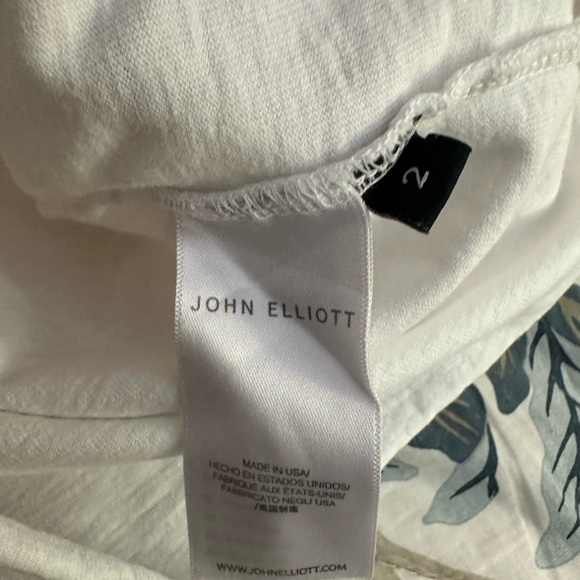 2
JOHN ELLIOTT
MADE IN USA/
HECHO EN ESTADOS UNIDOS/
FABRIQUÉ AUX ÉTATS-UNIS/
FABBRICATO NEGLI USA
/美国制造
WWW.JOHNELLIOTT.COM